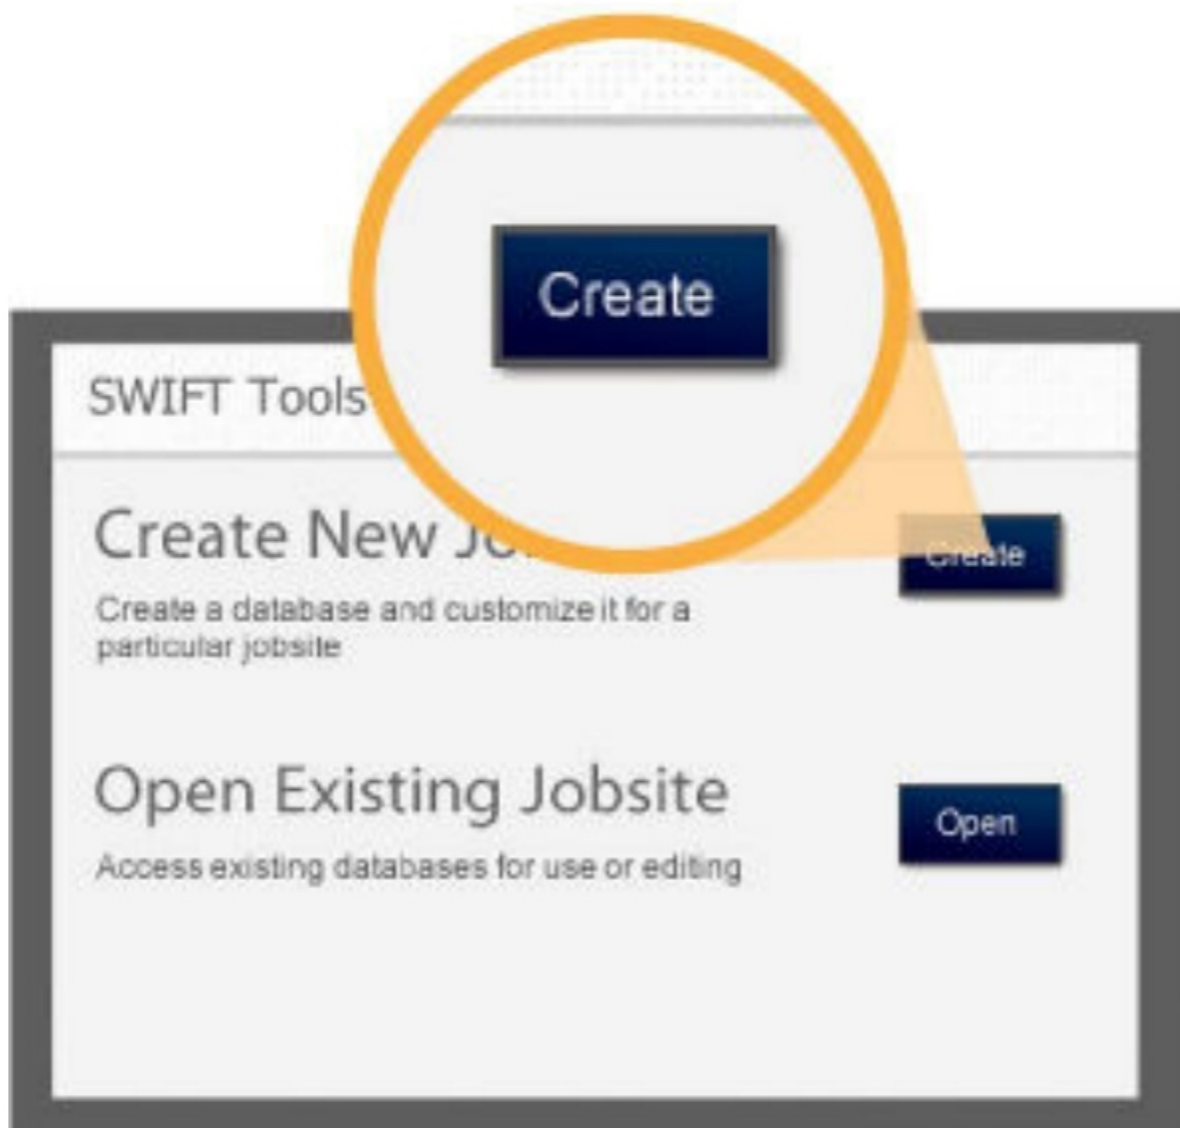 Create
SWIFT Tools
Create New
Create
Create a database and customize it for a
particular jobsite
Open Existing Jobsite
Open
Access existing databases for use or editing